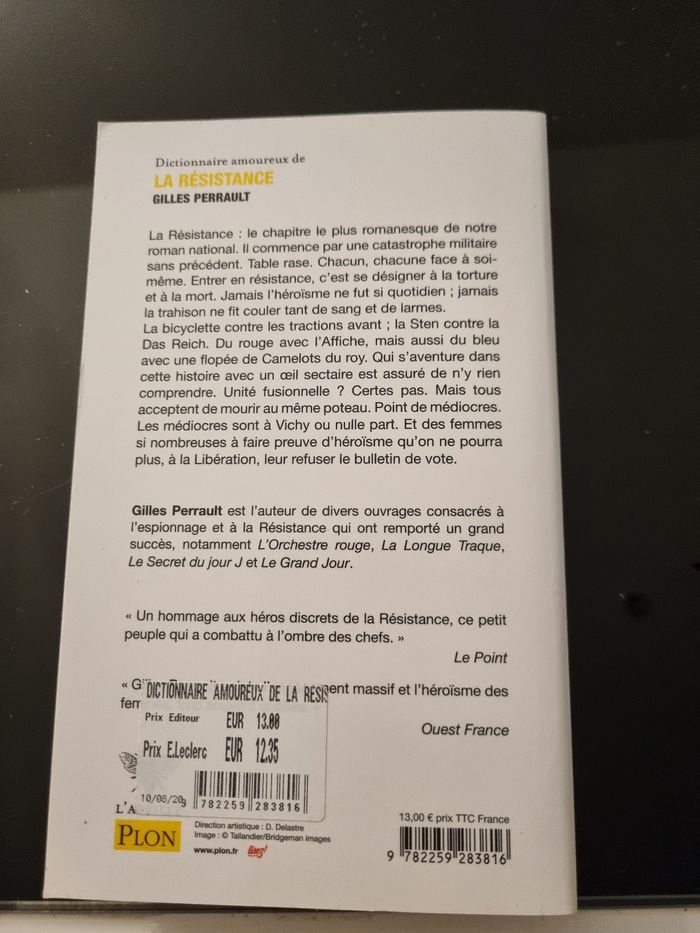 Dictionnaire amoureux de
LA RÉSISTANCE
GILLES PERRAULT
La Résistance : le chapitre le plus romanesque de notre
roman national. Il commence par une catastrophe militaire
sans précédent. Table rase. Chacun, chacune face à soi-
même. Entrer en résistance, c'est se désigner à la torture
et à la mort. Jamais l'héroïsme ne fut si quotidien ; jamais
la trahison ne fit couler tant de sang et de larmes.
La bicyclette contre les tractions avant ; la Sten contre la
Das Reich. Du rouge avec l'Affiche, mais aussi du bleu
avec une flopée de Camelots du roy. Qui s'aventure dans
cette histoire avec un œil sectaire est assuré de n'y rien
comprendre. Unité fusionnelle ? Certes pas. Mais tous
acceptent de mourir au même poteau. Point de médiocres.
Les médiocres sont à Vichy ou nulle part. Et des femmes
si nombreuses à faire preuve d'héroïsme qu'on ne pourra
plus, à la Libération, leur refuser le bulletin de vote.
Gilles Perrault est l'auteur de divers ouvrages consacrés à
l'espionnage et à la Résistance qui ont remporté un grand
succès, notamment L'Orchestre rouge, La Longue Traque,
Le Secret du jour J et Le Grand Jour.
« Un hommage aux héros discrets de la Résistance, ce petit
peuple qui a combattu à l'ombre des chefs. »
Le Point
« G ent massif et l'héroïsme des
fem
Ouest France
DICTIONNAIRE AMOUREUX DE LA RESIS
Prix Editeur EUR 13.00
Prix E.Leclerc EUR 12.35
10/06/20
9 782259 283816
L'A
PLON
Direction artistique : D. Delastre
Image : © Tallandier/Bridgeman images
www.plon.fr lisez!
13,00 € prix TTC France
9 782259 283816